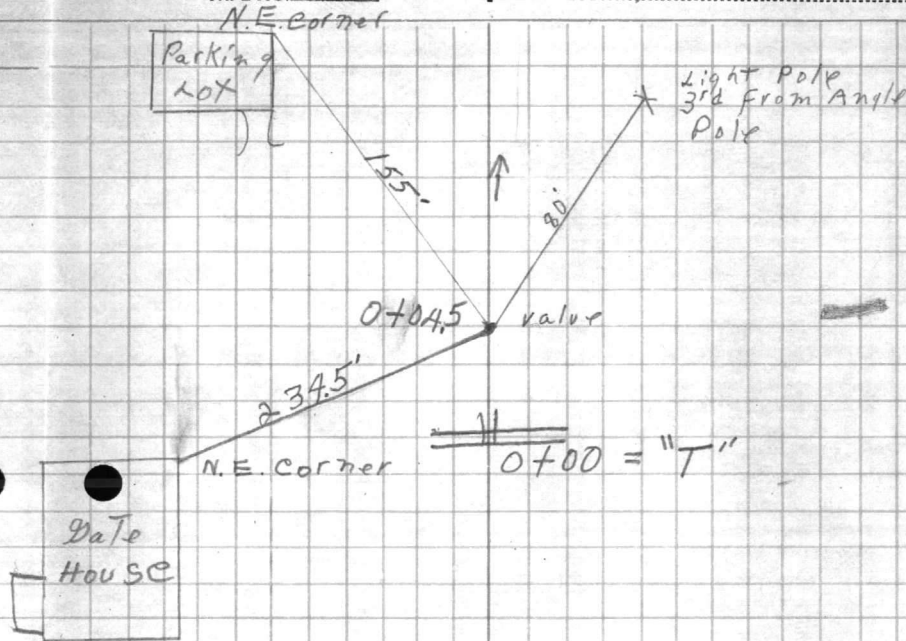 N.E. Corner
Parking
Lot
Light Pole
3rd From Angle
Pole
155'
80'
0+04.5
valve
234.5'
N.E. Corner
0+00 = "T"
Gate
House